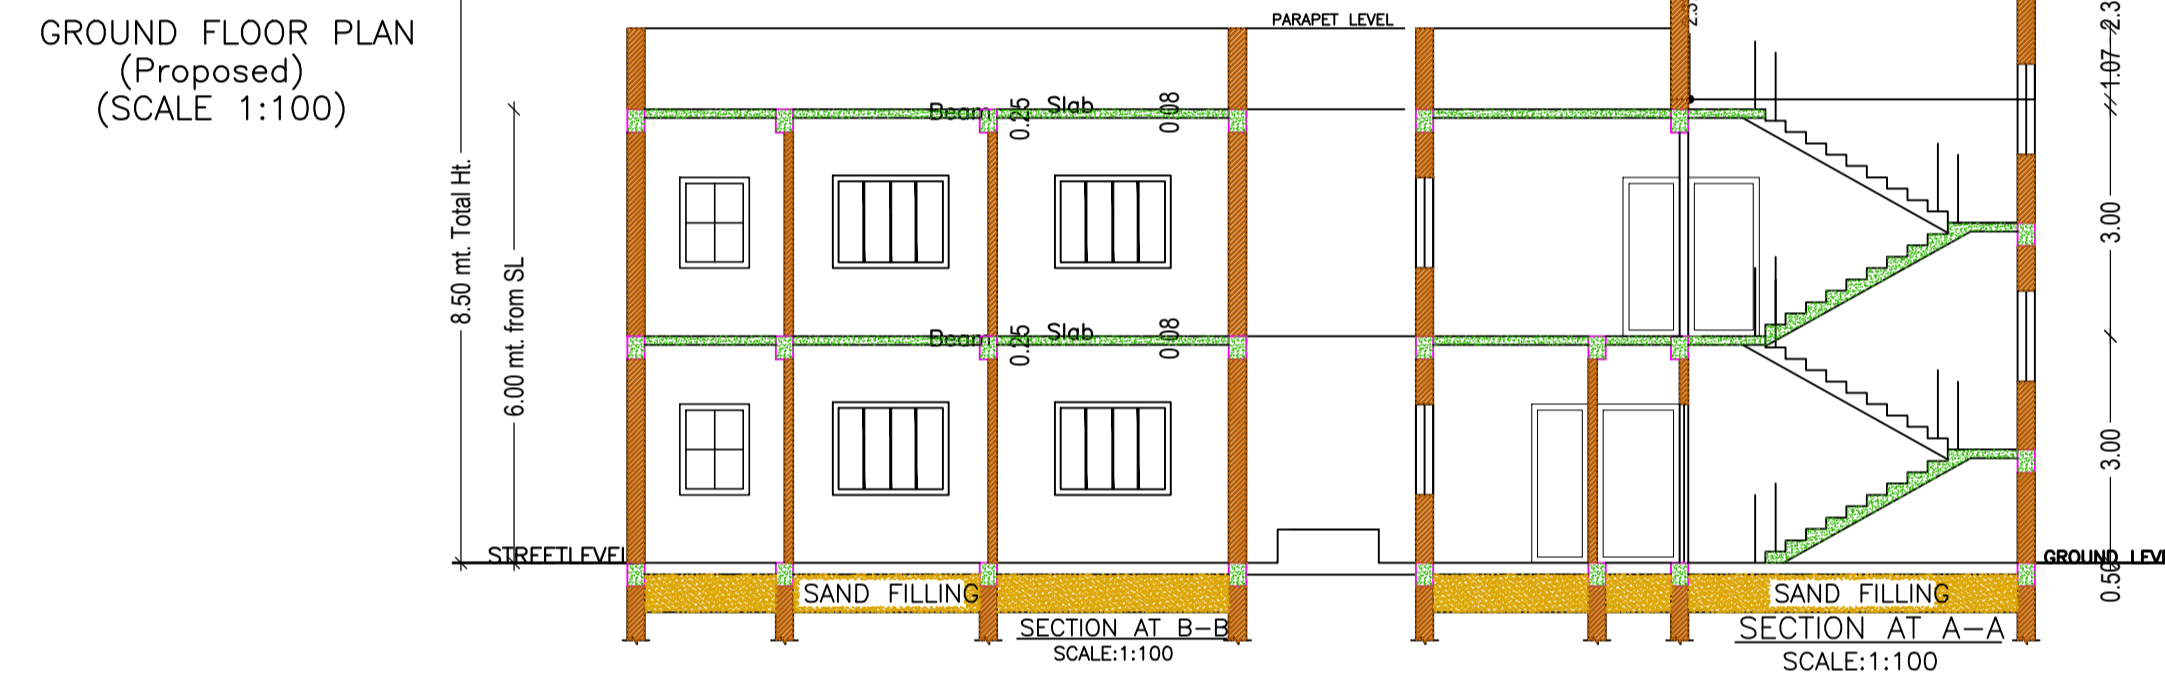 GROUND FLOOR PLAN
(Proposed)
(SCALE 1:100)
8.50 mt. Total Ht.
6.00 mt. from SL
PARAPET LEVEL
Beam
0.25
Slab
0.08
Beam
0.25
Slab
0.08
STREETLEVEL
SAND FILLING
SECTION AT B-B
SCALE:1:100
2.3
1.07
3.00
3.00
0.50
GROUND LEVE
SAND FILLING
SECTION AT A-A
SCALE:1:100